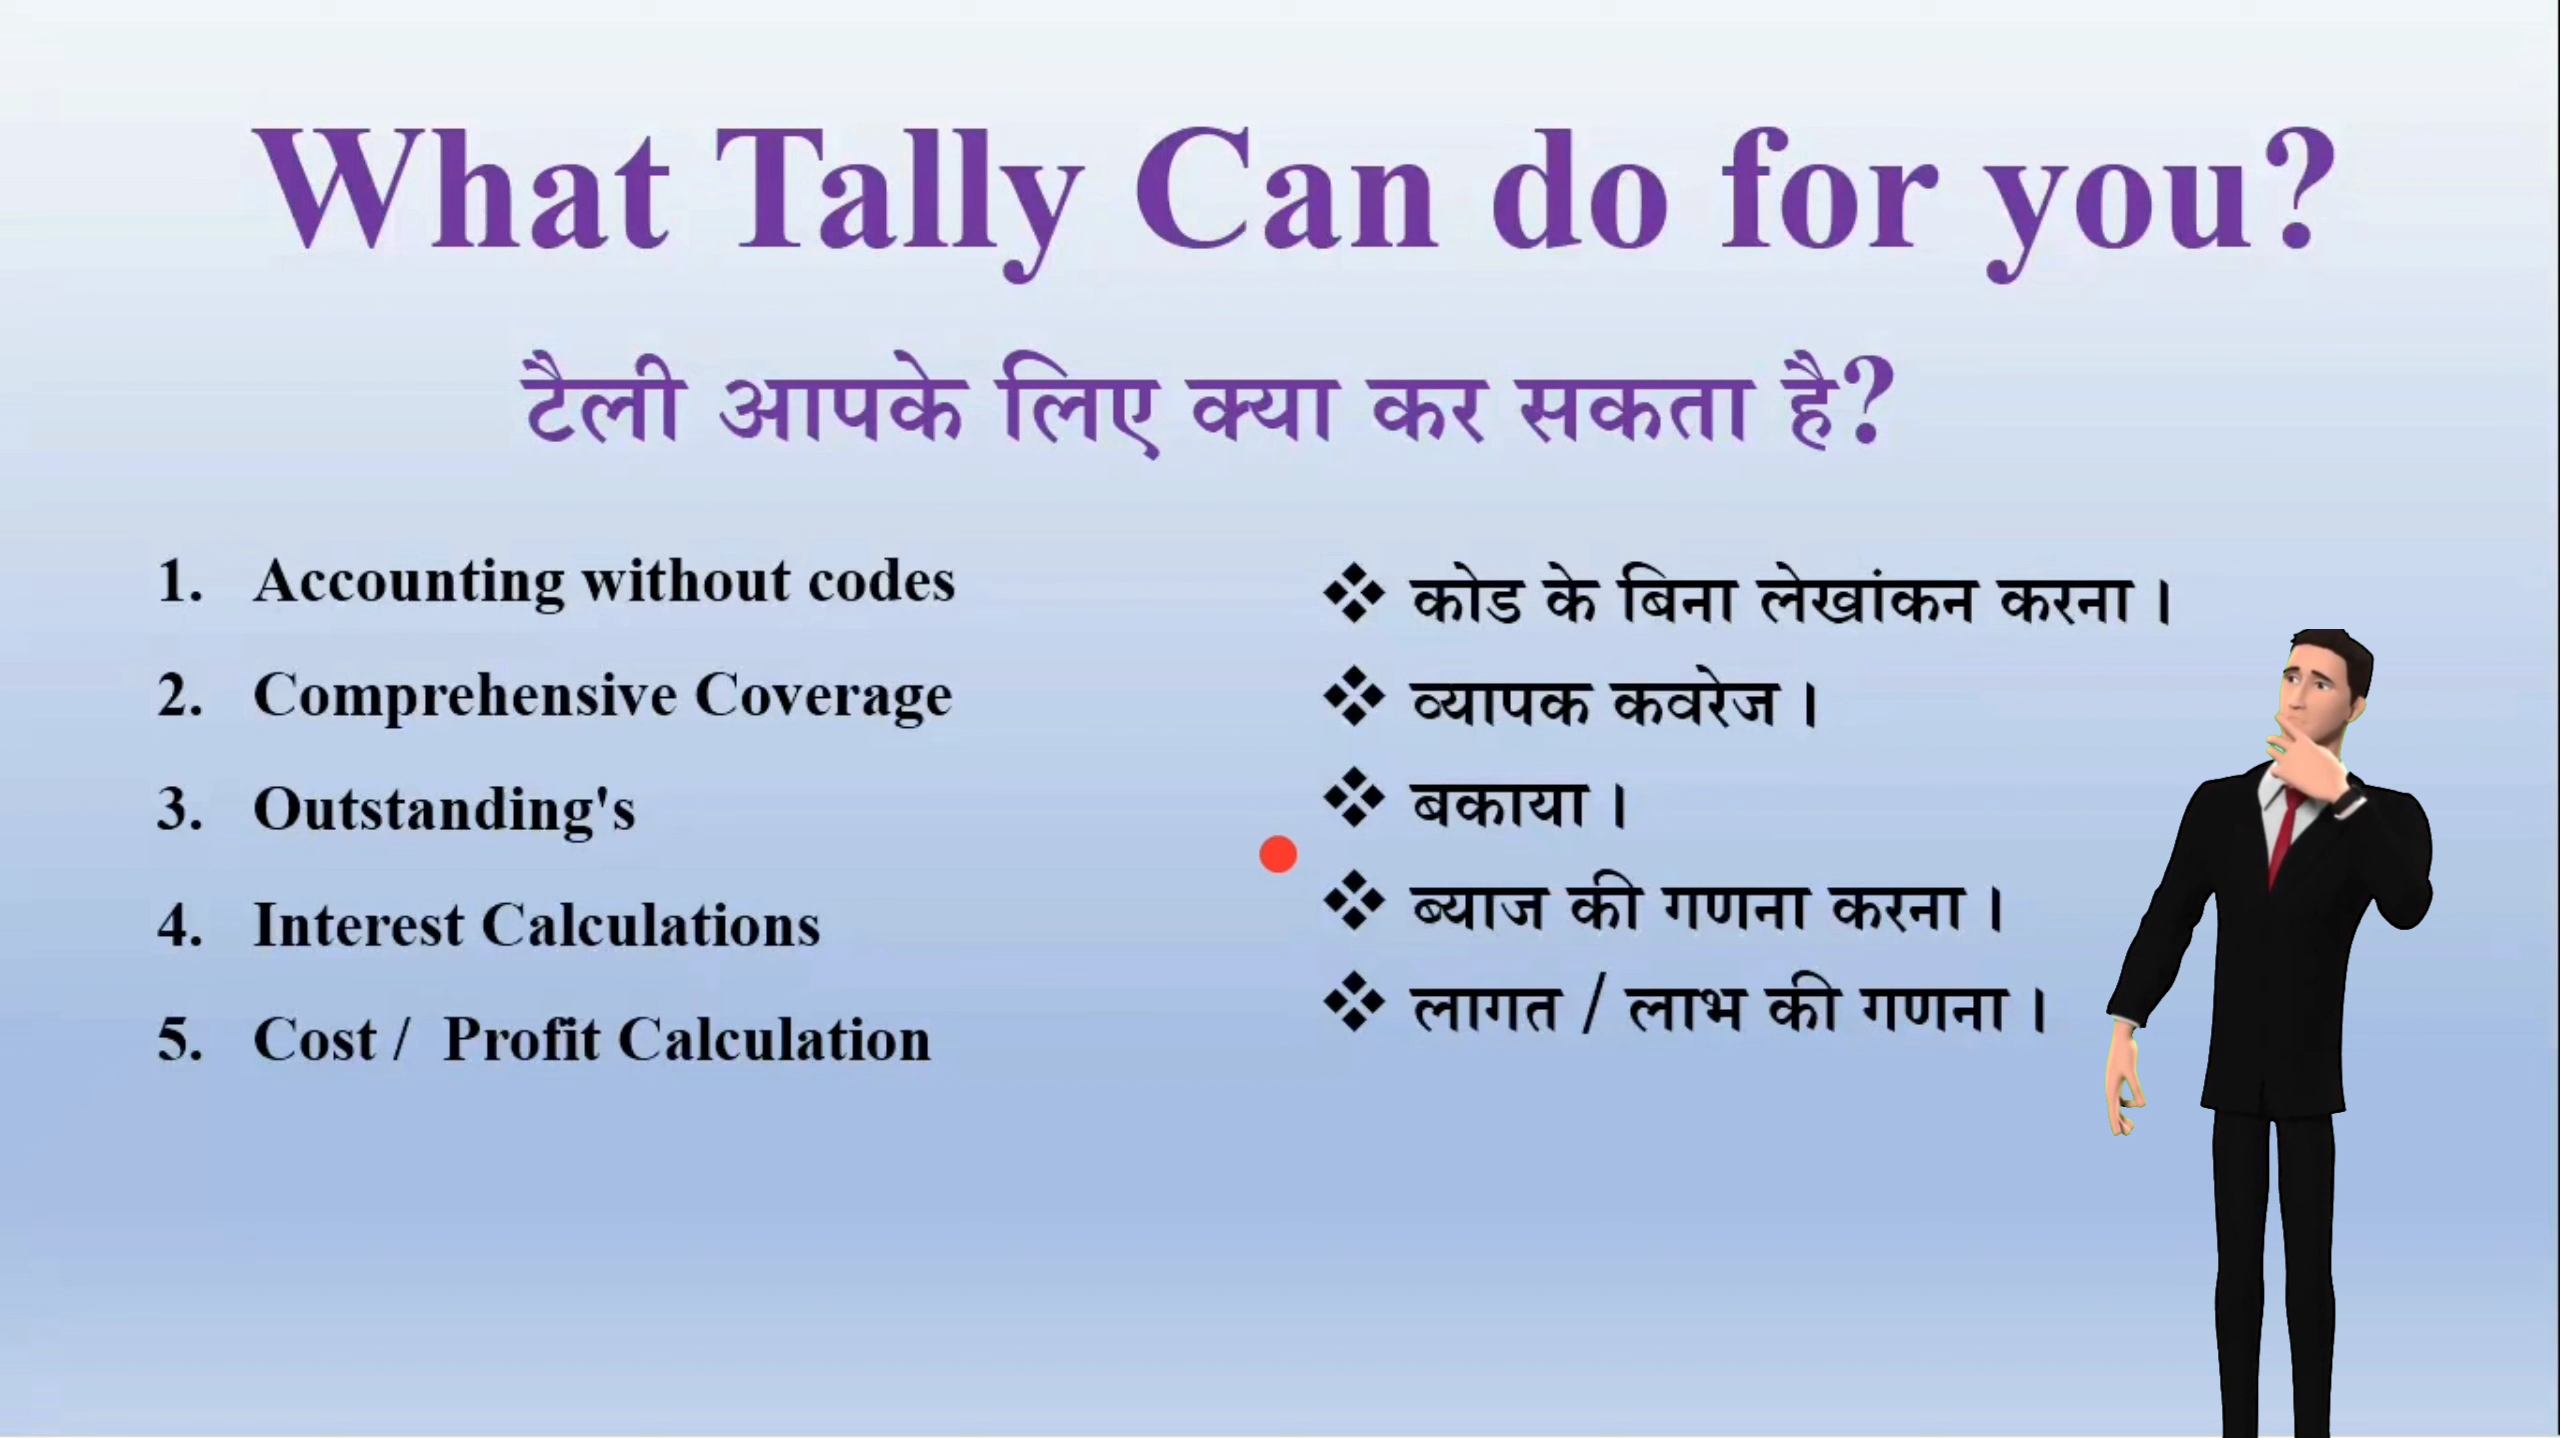 What Tally Can do for you?
टैली आपके लिए क्या कर सकता है?
1. Accounting without codes
2. Comprehensive Coverage
3. Outstanding's
4. Interest Calculations
5. Cost / Profit Calculation
❖ कोड के बिना लेखांकन करना ।
❖ व्यापक कवरेज ।
❖ बकाया ।
❖ ब्याज की गणना करना ।
❖ लागत / लाभ की गणना ।